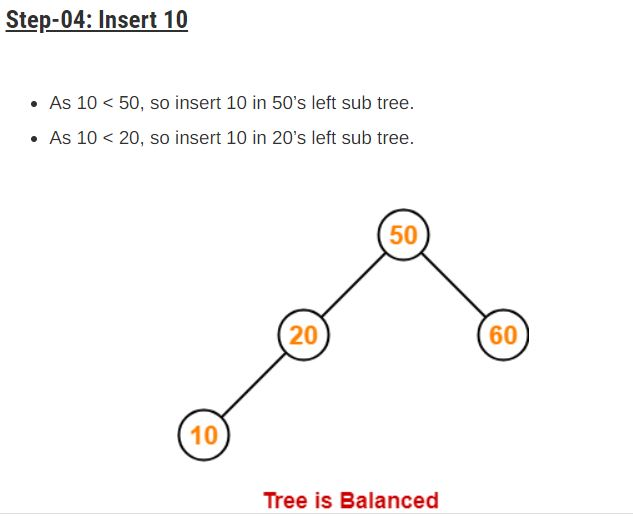 Step-04: Insert 10
• As 10 < 50, so insert 10 in 50’s left sub tree.
• As 10 < 20, so insert 10 in 20’s left sub tree.
50
20
60
10
Tree is Balanced